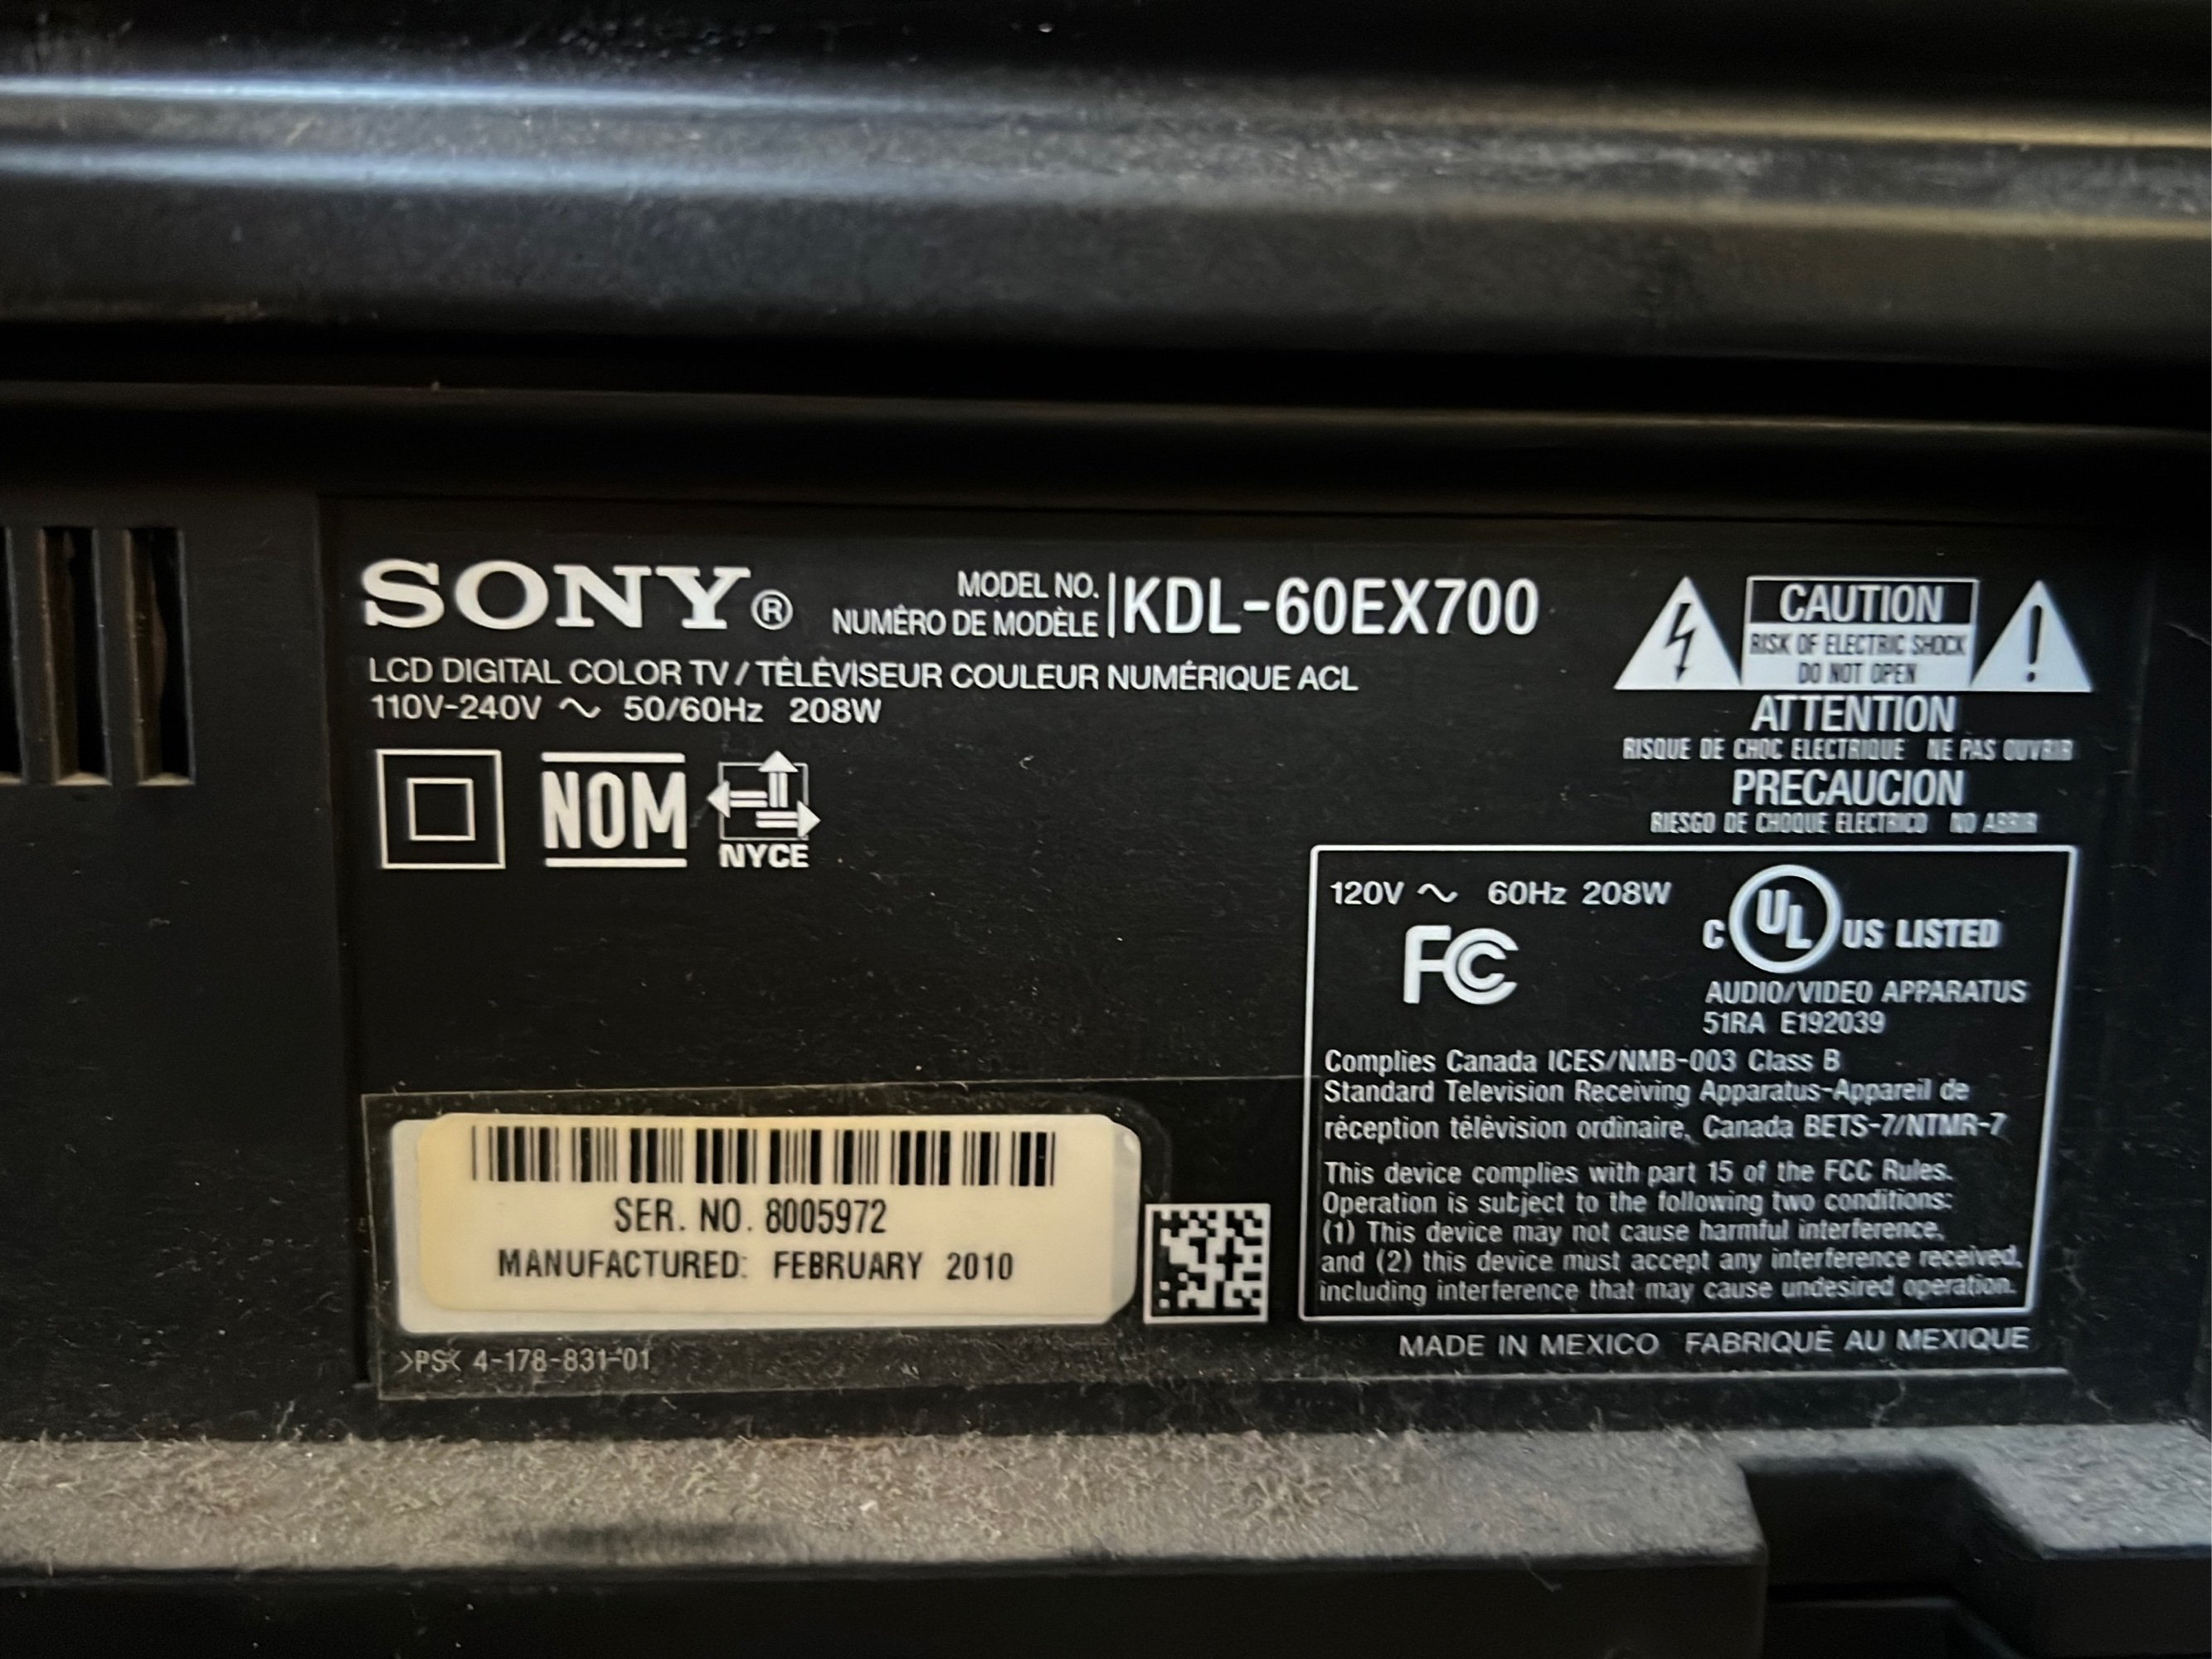 SONY®
MODEL NO.
NUMÉRO DE MODÈLE
KDL-60EX700
LCD DIGITAL COLOR TV / TÉLÉVISEUR COULEUR NUMÉRIQUE ACL
110V-240V ~ 50/60Hz 208W
NOM
NYCE
CAUTION
RISK OF ELECTRIC SHOCK
DO NOT OPEN
ATTENTION
RISQUE DE CHOC ELECTRIQUE NE PAS OUVRIR
PRECAUCION
RIESGO DE CHOQUE ELECTRICO NO ABRIR
120V ~ 60Hz 208W
FC
C UL US LISTED
AUDIO/VIDEO APPARATUS
51RA E192039
Complies Canada ICES/NMB-003 Class B
Standard Television Receiving Apparatus-Appareil de
réception télévision ordinaire, Canada BETS-7/NTMR-7
This device complies with part 15 of the FCC Rules.
Operation is subject to the following two conditions:
(1) This device may not cause harmful interference,
and (2) this device must accept any interference received,
including interference that may cause undesired operation.
SER. NO. 8005972
MANUFACTURED: FEBRUARY 2010
>PS< 4-178-831-01
MADE IN MEXICO FABRIQUÉ AU MEXIQUE